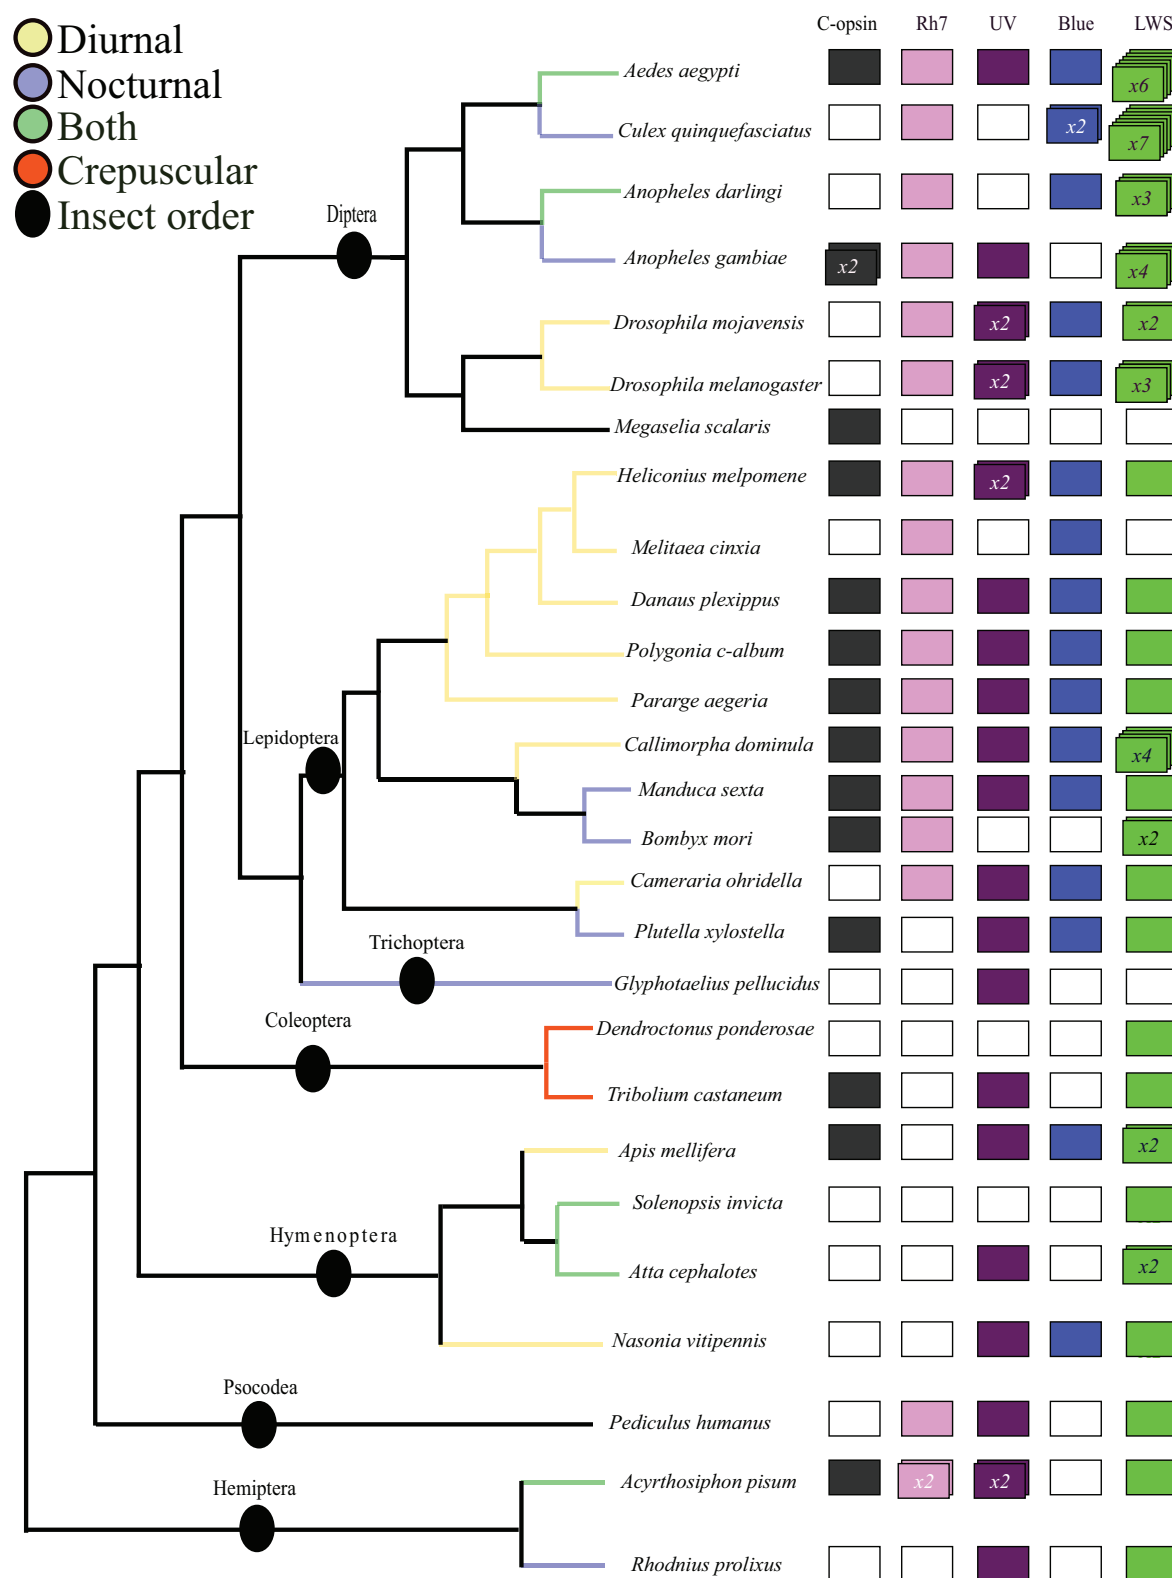 Diurnal
Nocturnal
Both
Crepuscular
Insect order
C-opsin Rh7 UV Blue LWS
Aedes aegypti x6
Culex quinquefasciatus x2 x7
Anopheles darlingi x3
Diptera
Anopheles gambiae x2 x4
Drosophila mojavensis x2 x2
Drosophila melanogaster x2 x3
Megaselia scalaris
Heliconius melpomene x2
Melitaea cinxia
Danaus plexippus
Polygonia c-album
Pararge aegeria
Lepidoptera
Callimorpha dominula x4
Manduca sexta
Bombyx mori x2
Cameraria ohridella
Plutella xylostella
Trichoptera
Glyphotaelius pellucidus
Coleoptera
Dendroctonus ponderosae
Tribolium castaneum
Apis mellifera x2
Solenopsis invicta
Hymenoptera
Atta cephalotes x2
Nasonia vitipennis
Psocodea
Pediculus humanus
Hemiptera
Acyrthosiphon pisum x2 x2
Rhodnius prolixus